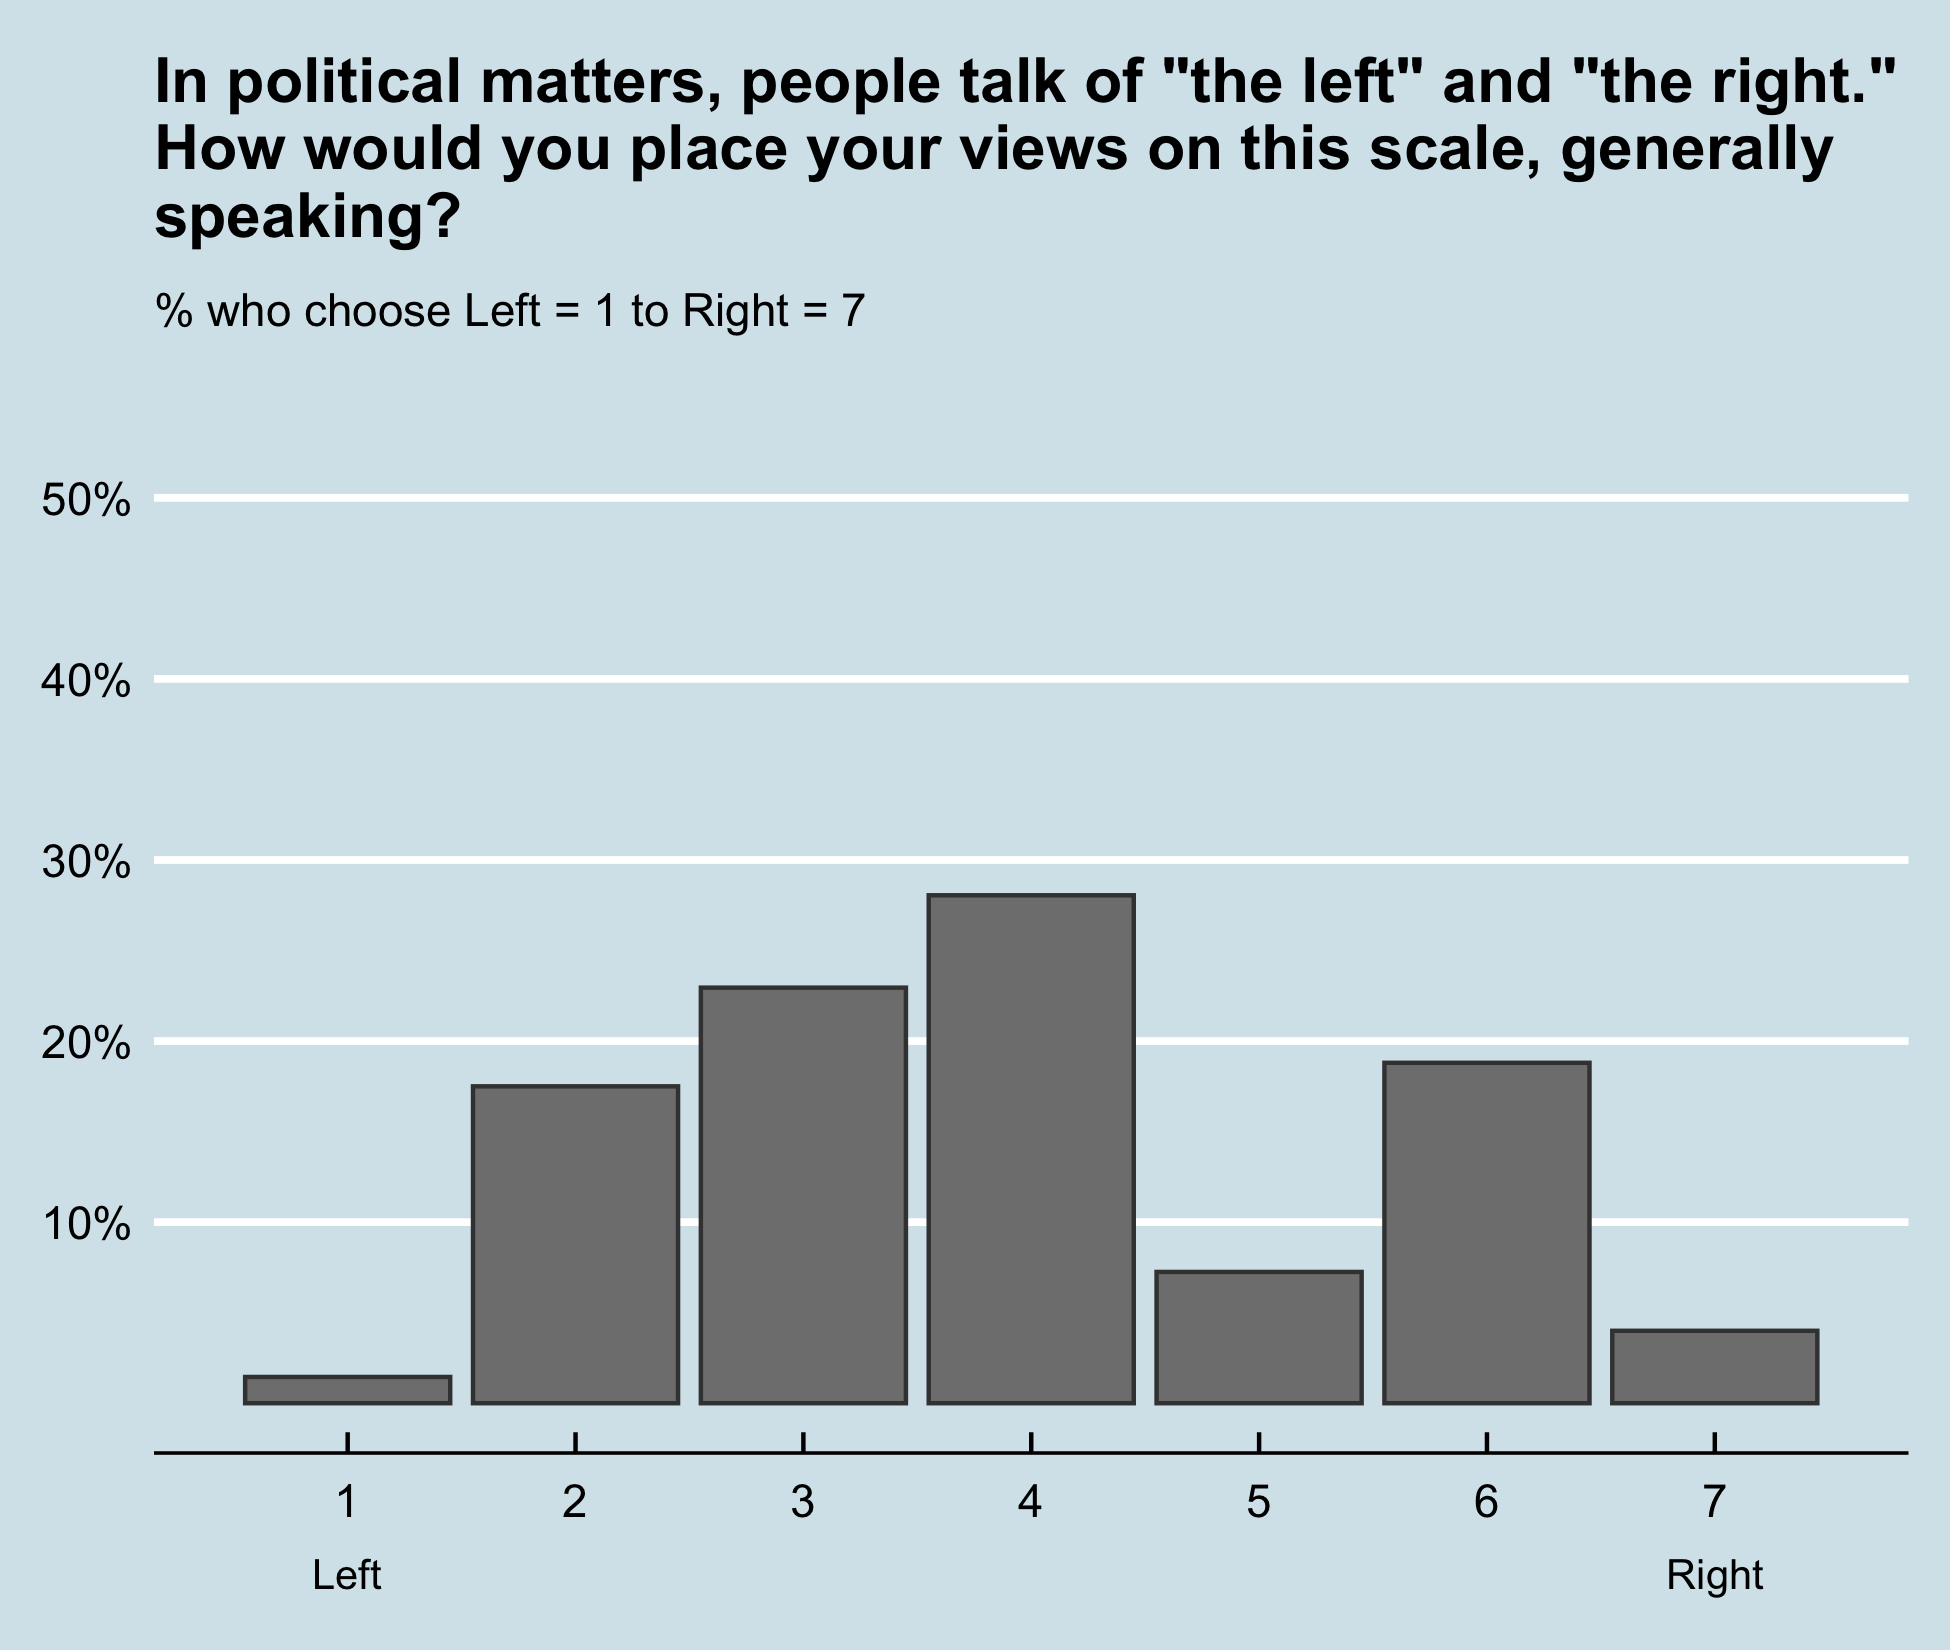 In political matters, people talk of "the left" and "the right."
How would you place your views on this scale, generally
speaking?
% who choose Left = 1 to Right = 7
50%
40%
30%
20%
10%
1 2 3 4 5 6 7
Left Right